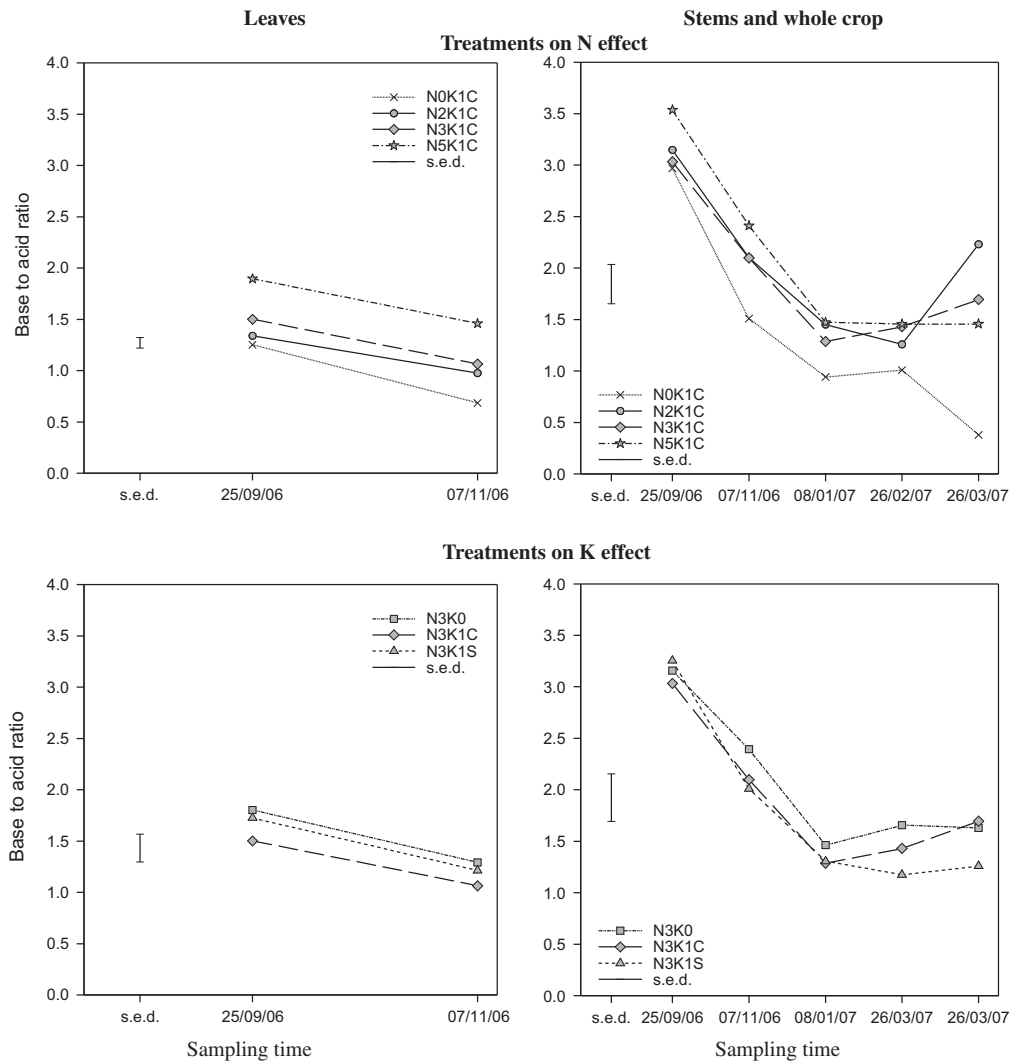 Leaves
Stems and whole crop
Treatments on N effect
Base to acid ratio
4.0
3.5
3.0
2.5
2.0
1.5
1.0
0.5
0.0
N0K1C
N2K1C
N3K1C
N5K1C
s.e.d.
s.e.d. 25/09/06 07/11/06
4.0
3.5
3.0
2.5
2.0
1.5
1.0
0.5
0.0
N0K1C
N2K1C
N3K1C
N5K1C
s.e.d.
s.e.d. 25/09/06 07/11/06 08/01/07 26/02/07 26/03/07
Treatments on K effect
Base to acid ratio
4.0
3.5
3.0
2.5
2.0
1.5
1.0
0.5
0.0
N3K0
N3K1C
N3K1S
s.e.d.
s.e.d. 25/09/06 07/11/06
Sampling time
4.0
3.5
3.0
2.5
2.0
1.5
1.0
0.5
0.0
N3K0
N3K1C
N3K1S
s.e.d.
s.e.d. 25/09/06 07/11/06 08/01/07 26/03/07 26/03/07
Sampling time